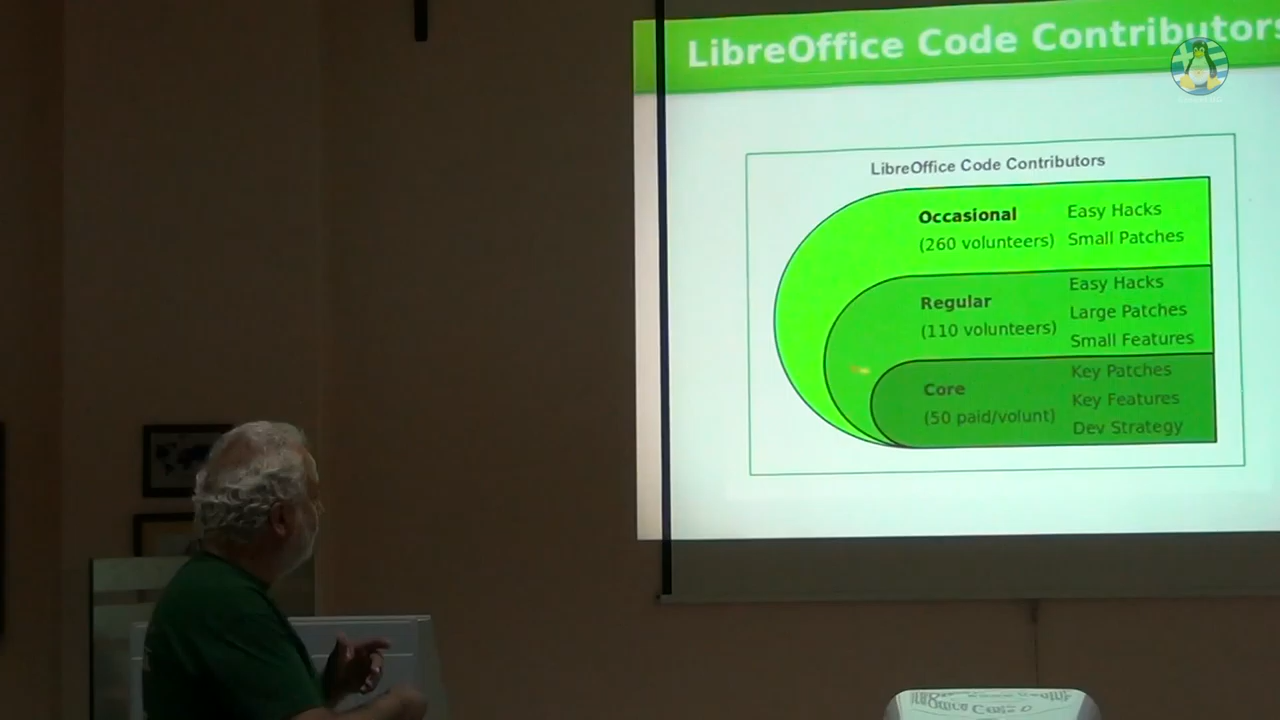 LibreOffice Code Contributors
LibreOffice Code Contributors
Occasional
(260 volunteers)
Easy Hacks
Small Patches
Regular
(110 volunteers)
Easy Hacks
Large Patches
Small Features
Core
(50 paid/volunt)
Key Patches
Key Features
Dev Strategy